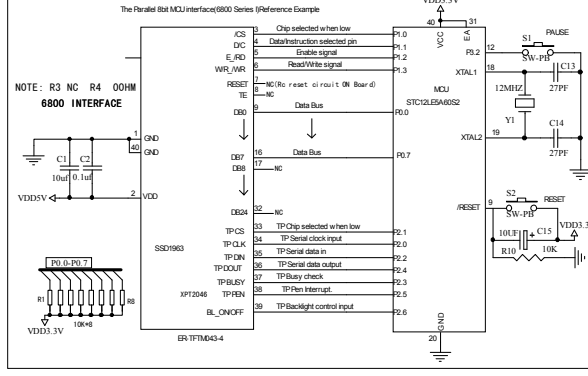 The Parallel 8bit MCU interface(6800 Series I)Reference Example
VDD3.3V
NOTE: R3 NC R4 0OHM
6800 INTERFACE
C1 C2
10uf 0.1uf
VDD5V
P0.0-P0.7
R1
R8
10K*8
VDD3.3V
1 GND
40 GND
2 VDD
SSD1963
XPT2046
ER-TFTM043-4
/CS 3 Chip selected when low P1.0
D/C 4 Data/Instruction selected pin P1.1
E_/RD 5 Enable signal P1.2
W/R_/WR 6 Read/Write signal P1.3
RESET 7 NC(Rc reset circuit ON Board)
TE 8 NC
DB0 9 Data Bus P0.0
DB7 16 Data Bus P0.7
DB8 17 NC
DB24 32 NC
TP CS 33 TP Chip selected when low P2.1
TP CLK 34 TP Serial clock input P2.0
TP DIN 35 TP Serial data in P2.2
TP DOUT 36 TP Serial data output P2.4
TP BUSY 37 TP Busy check P2.3
TP PEN 38 TP Pen Interrupt. P2.5
BL_ON/OFF 39 TP Backlight control input P2.6
40 31
VCC EA
MCU
STC12LE5A60S2
P3.2 12
S1 PAUSE
SW-PB
XTAL1 18
C13
27PF
12MHZ
Y1
XTAL2 19
C14
27PF
/RESET 9
S2 RESET
SW-PB
VDD3.3
10UF + C15
R10 10K
GND
20